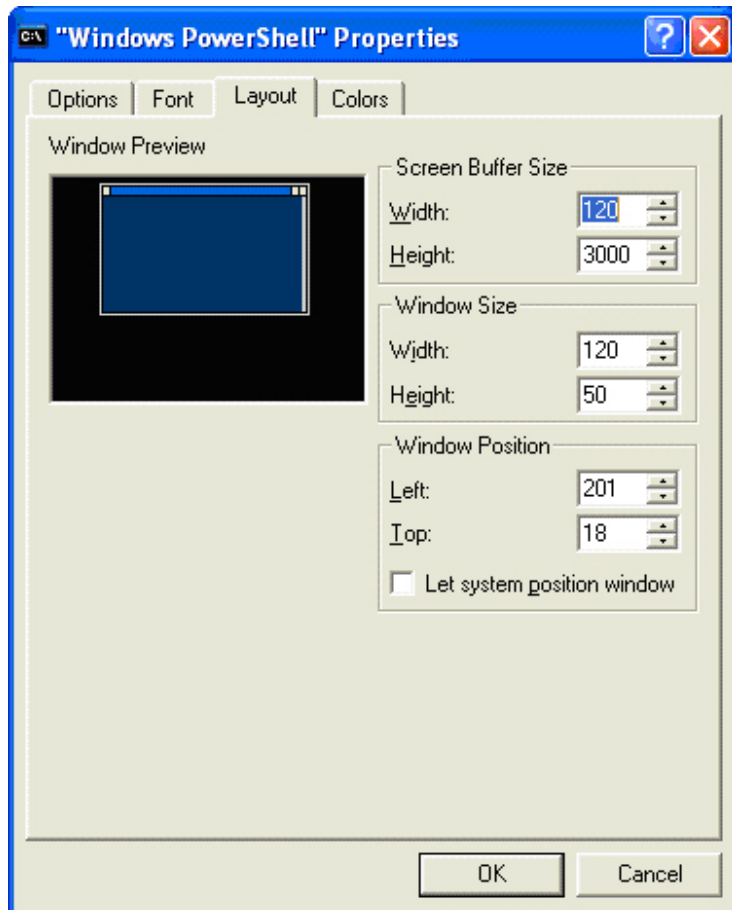 "Windows PowerShell" Properties
Options Font Layout Colors
Window Preview
Screen Buffer Size
Width: 120
Height: 3000
Window Size
Width: 120
Height: 50
Window Position
Left: 201
Top: 18
Let system position window
OK Cancel